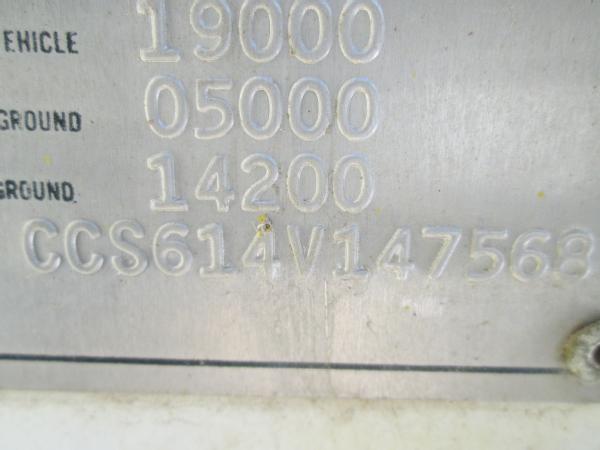 EHICLE 19000
GROUND 05000
GROUND. 14200
CCS614V147568